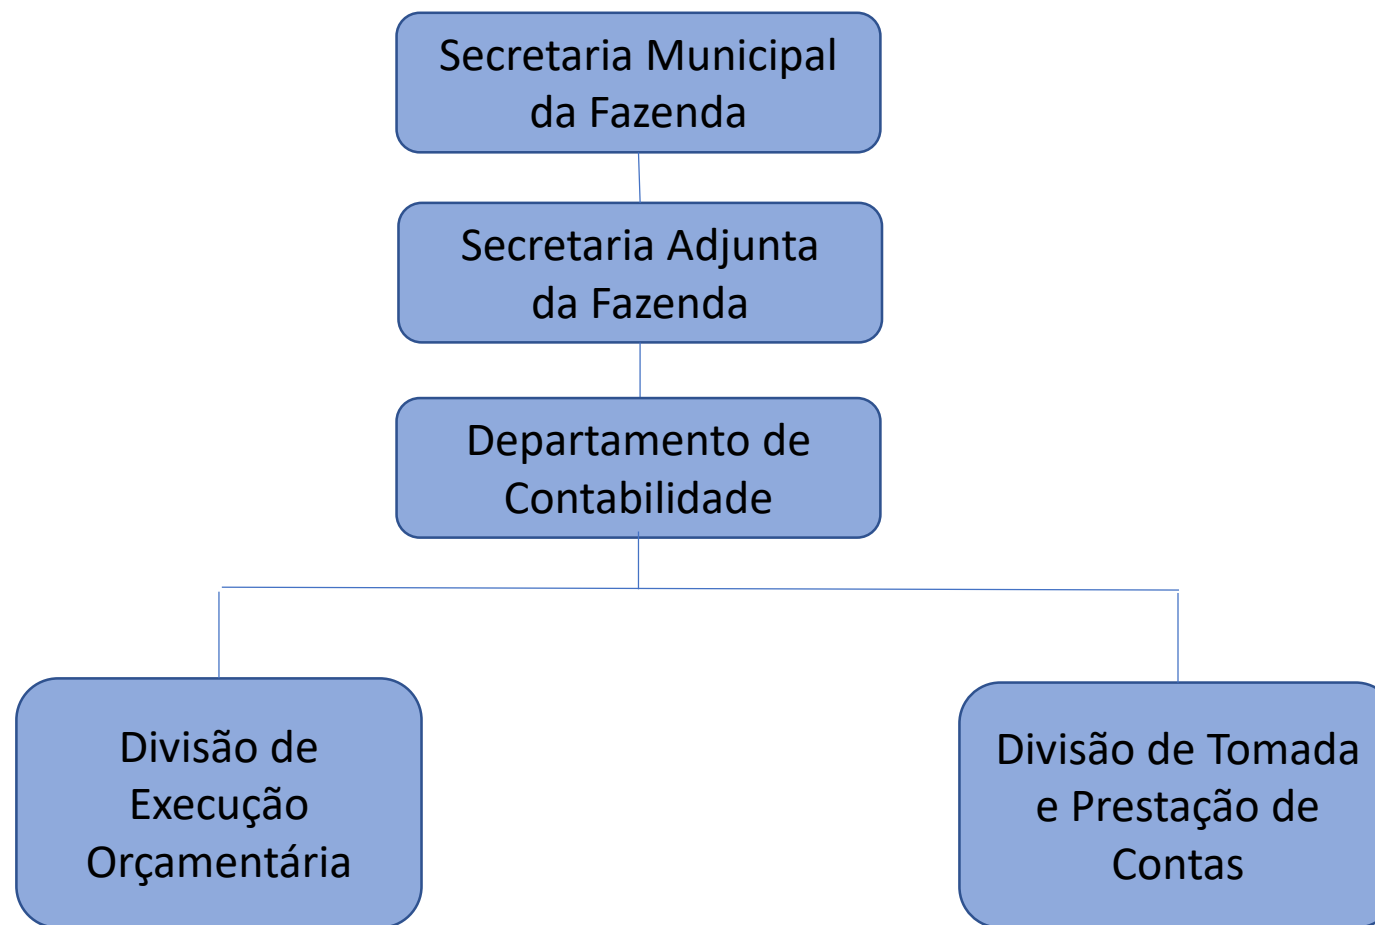 Secretaria Municipal
da Fazenda
Secretaria Adjunta
da Fazenda
Departamento de
Contabilidade
Divisão de
Execução
Orçamentária
Divisão de Tomada
e Prestação de
Contas